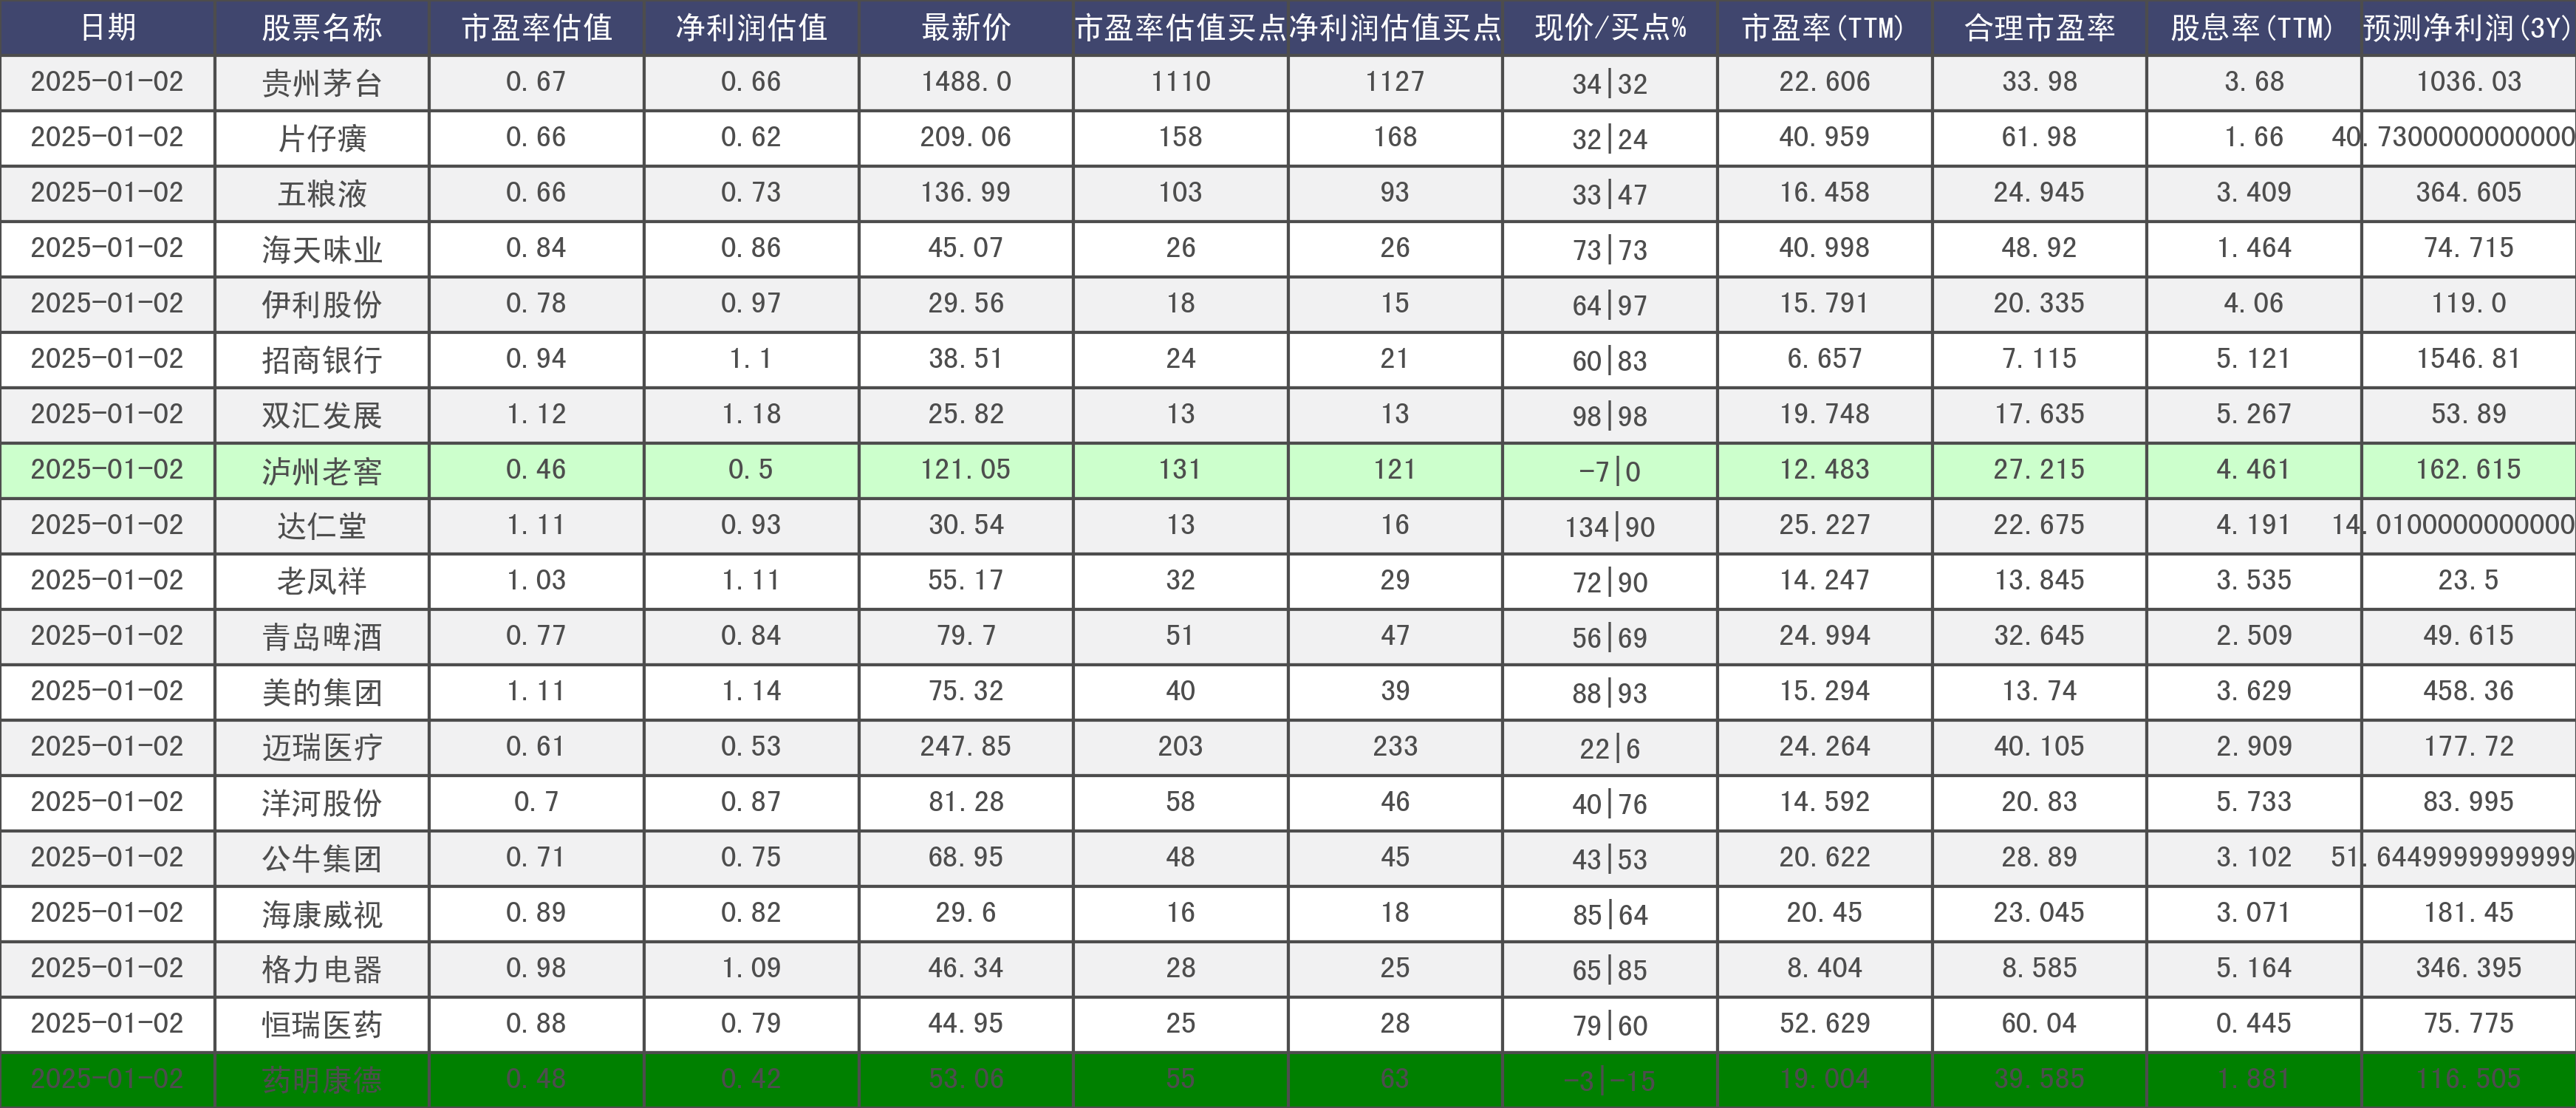 日期 股票名称 市盈率估值 净利润估值 最新价 市盈率估值买点 净利润估值买点 现价/买点% 市盈率(TTM) 合理市盈率 股息率(TTM) 预测净利润(3Y)
2025-01-02 贵州茅台 0.67 0.66 1488.0 1110 1127 34|32 22.606 33.98 3.68 1036.03
2025-01-02 片仔癀 0.66 0.62 209.06 158 168 32|24 40.959 61.98 1.66 40.7300000000000
2025-01-02 五粮液 0.66 0.73 136.99 103 93 33|47 16.458 24.945 3.409 364.605
2025-01-02 海天味业 0.84 0.86 45.07 26 26 73|73 40.998 48.92 1.464 74.715
2025-01-02 伊利股份 0.78 0.97 29.56 18 15 64|97 15.791 20.335 4.06 119.0
2025-01-02 招商银行 0.94 1.1 38.51 24 21 60|83 6.657 7.115 5.121 1546.81
2025-01-02 双汇发展 1.12 1.18 25.82 13 13 98|98 19.748 17.635 5.267 53.89
2025-01-02 泸州老窖 0.46 0.5 121.05 131 121 -7|0 12.483 27.215 4.461 162.615
2025-01-02 达仁堂 1.11 0.93 30.54 13 16 134|90 25.227 22.675 4.191 14.0100000000000
2025-01-02 老凤祥 1.03 1.11 55.17 32 29 72|90 14.247 13.845 3.535 23.5
2025-01-02 青岛啤酒 0.77 0.84 79.7 51 47 56|69 24.994 32.645 2.509 49.615
2025-01-02 美的集团 1.11 1.14 75.32 40 39 88|93 15.294 13.74 3.629 458.36
2025-01-02 迈瑞医疗 0.61 0.53 247.85 203 233 22|6 24.264 40.105 2.909 177.72
2025-01-02 洋河股份 0.7 0.87 81.28 58 46 40|76 14.592 20.83 5.733 83.995
2025-01-02 公牛集团 0.71 0.75 68.95 48 45 43|53 20.622 28.89 3.102 51.6449999999999
2025-01-02 海康威视 0.89 0.82 29.6 16 18 85|64 20.45 23.045 3.071 181.45
2025-01-02 格力电器 0.98 1.09 46.34 28 25 65|85 8.404 8.585 5.164 346.395
2025-01-02 恒瑞医药 0.88 0.79 44.95 25 28 79|60 52.629 60.04 0.445 75.775
2025-01-02 药明康德 0.48 0.42 53.06 55 63 -3|-15 19.004 39.585 1.881 116.505